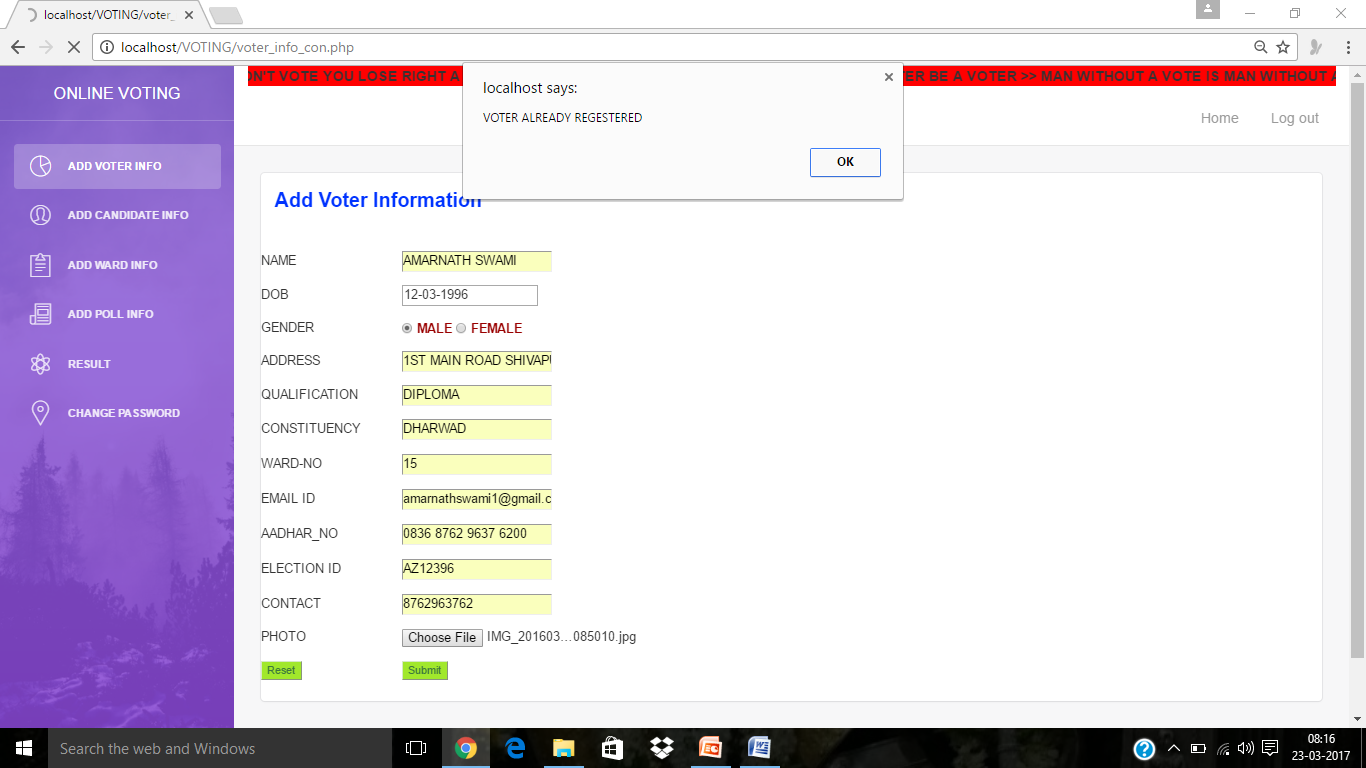 localhost/VOTING/voter_
localhost/VOTING/voter_info_con.php
ON'T VOTE YOU LOSE RIGHT A
ER BE A VOTER >> MAN WITHOUT A VOTE IS MAN WITHOUT
localhost says:
VOTER ALREADY REGESTERED
OK
ONLINE VOTING
Home Log out
ADD VOTER INFO
ADD CANDIDATE INFO
ADD WARD INFO
ADD POLL INFO
RESULT
CHANGE PASSWORD
Add Voter Information
NAME AMARNATH SWAMI
DOB 12-03-1996
GENDER MALE FEMALE
ADDRESS 1ST MAIN ROAD SHIVAPU
QUALIFICATION DIPLOMA
CONSTITUENCY DHARWAD
WARD-NO 15
EMAIL ID amarnathswami1@gmail.c
AADHAR_NO 0836 8762 9637 6200
ELECTION ID AZ12396
CONTACT 8762963762
PHOTO Choose File IMG_201603...085010.jpg
Reset Submit
Search the web and Windows
08:16
23-03-2017